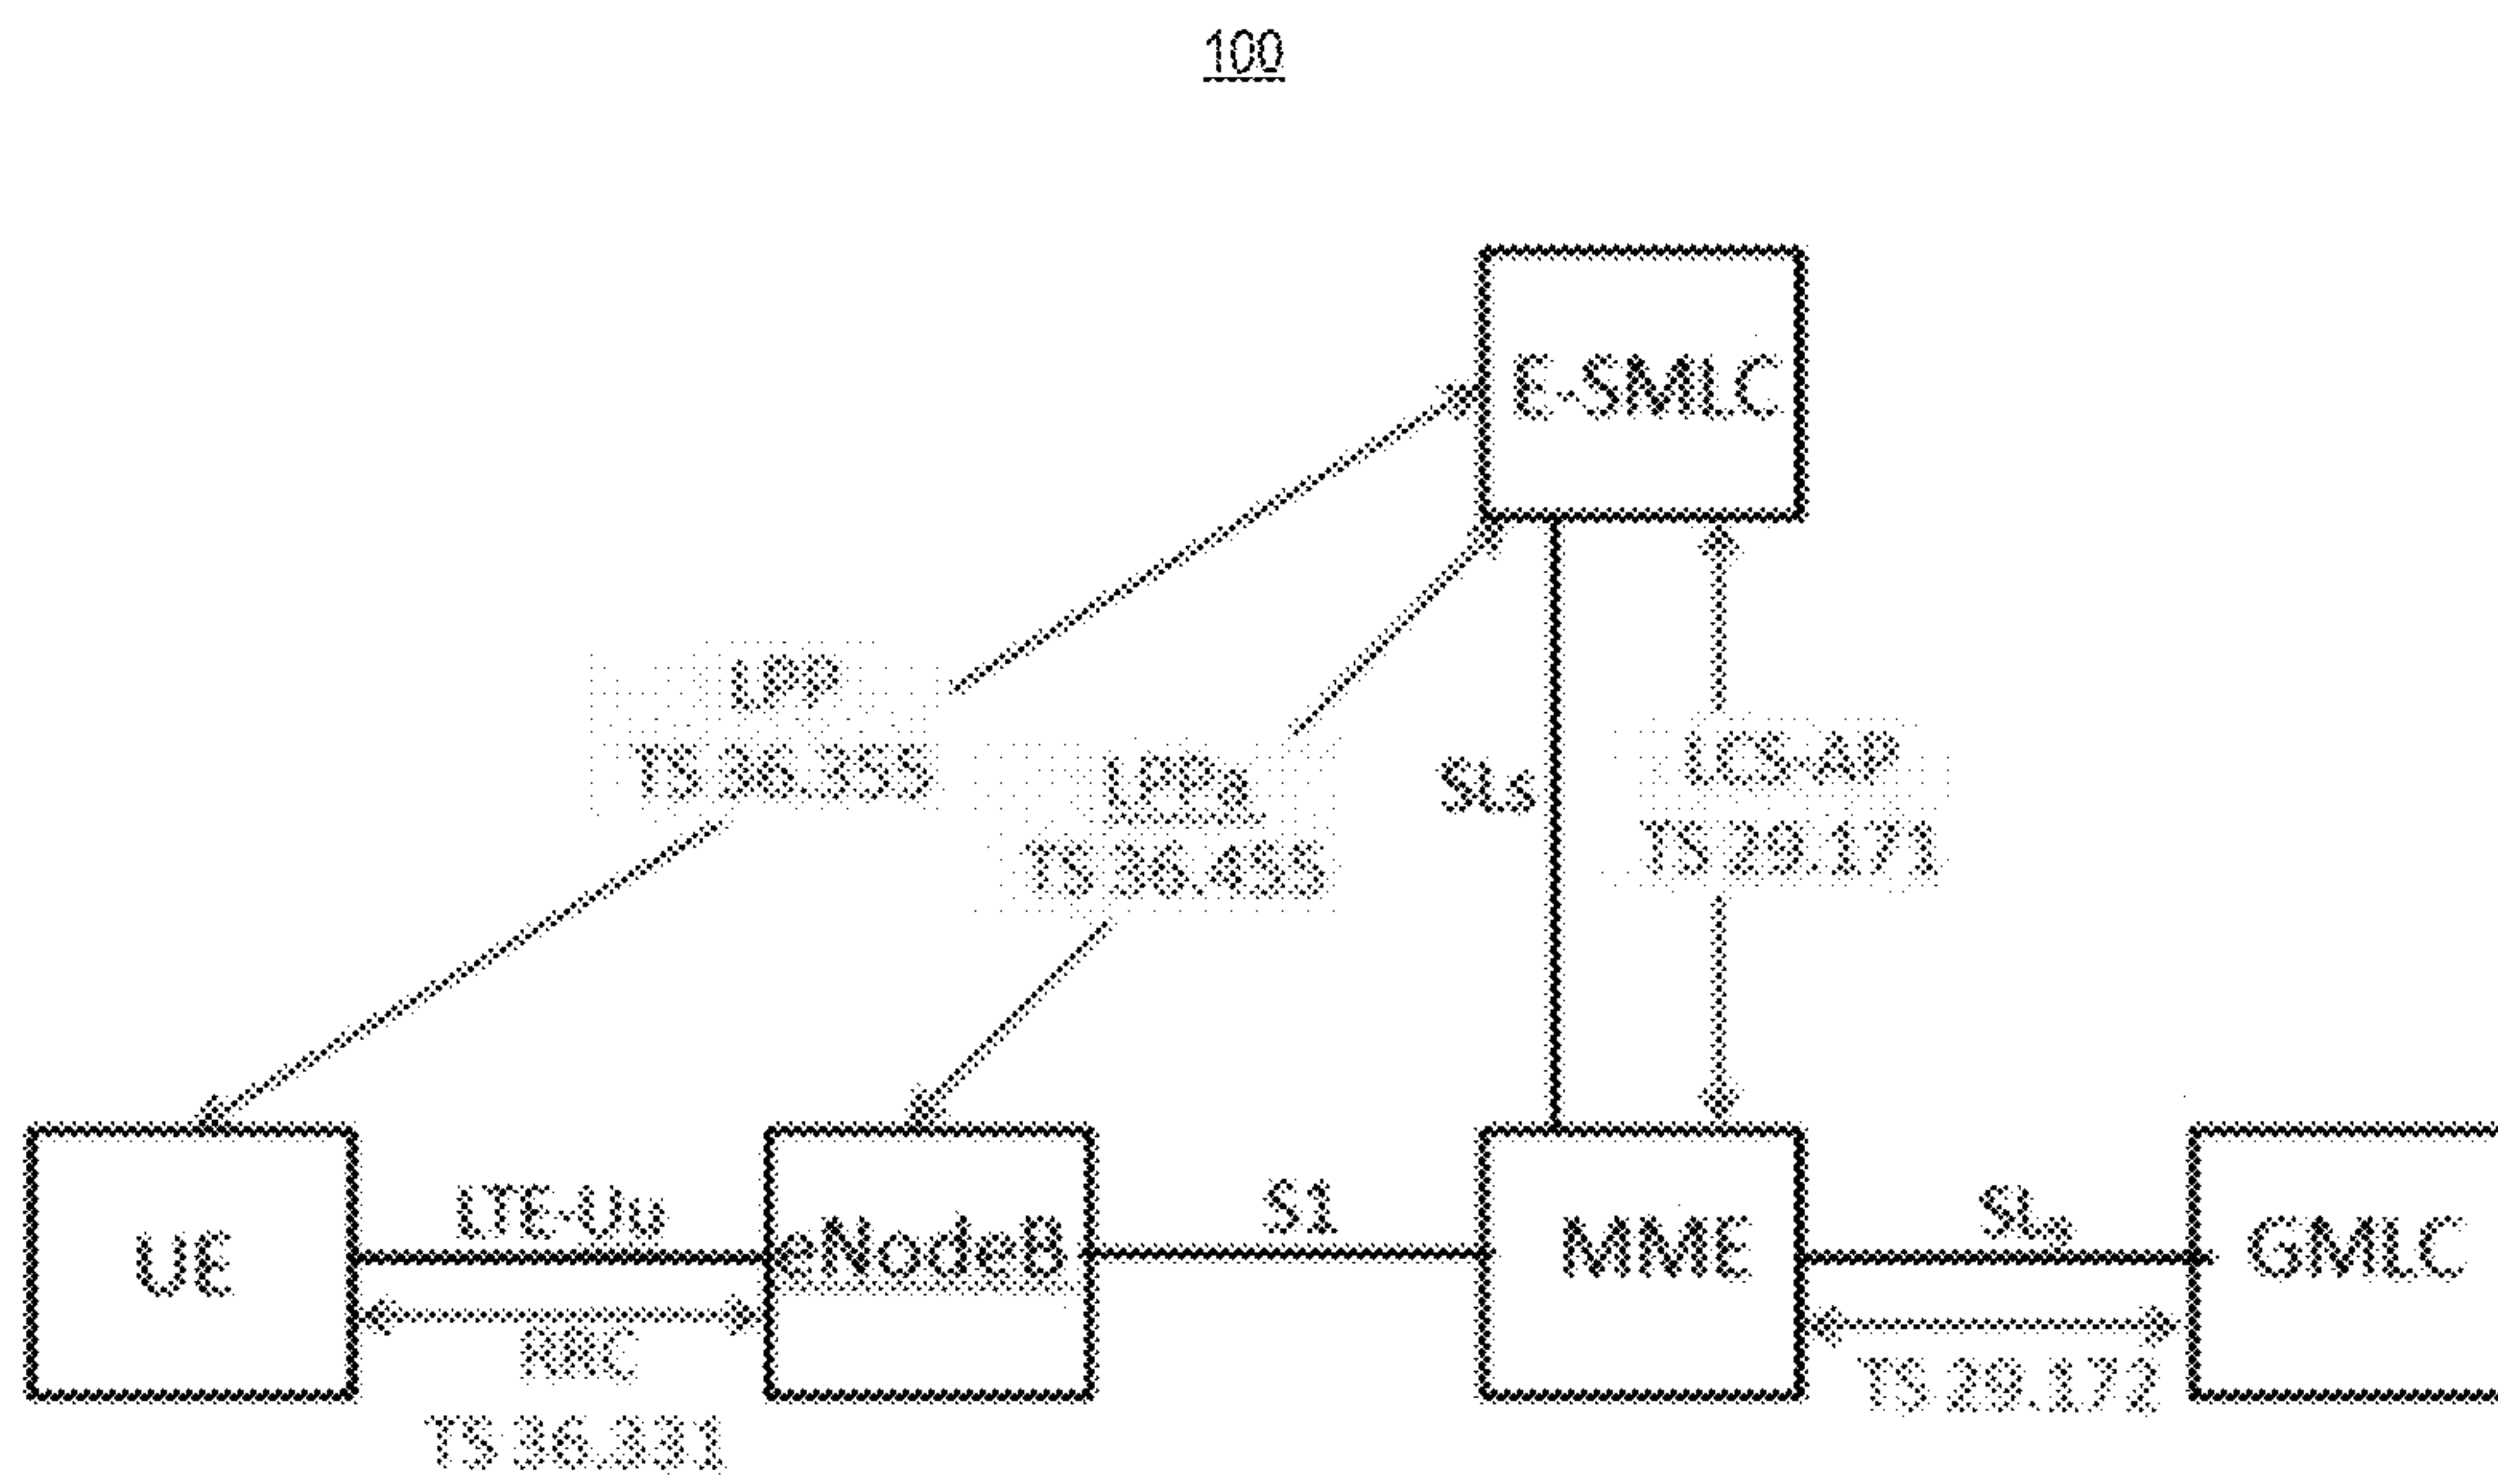 100
E-SMLC
LPP
TS 36.355
LPPa
TS 36.455
SLs
LCS-AP
TS 29.171
UE
LTE-Uu
RRC
TS 36.331
eNodeB
S1
MME
SLg
TS 29.172
GMLC